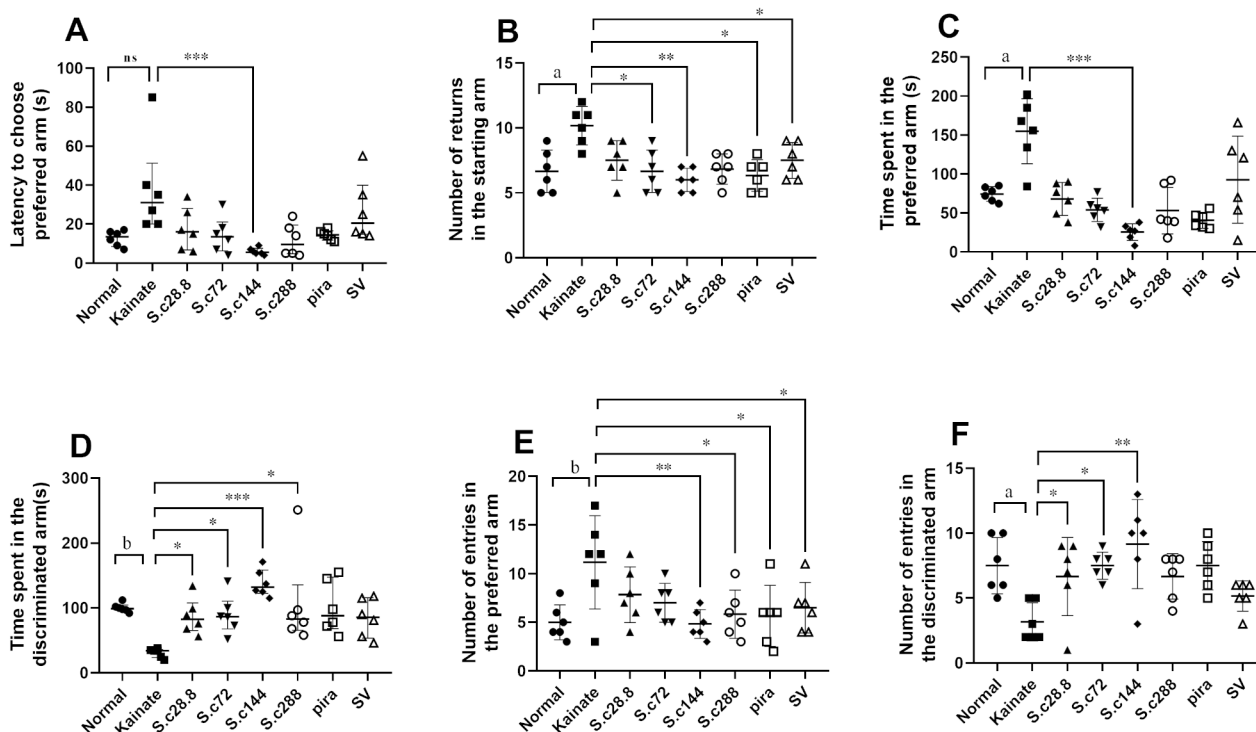 A
Latency to choose
preferred arm (s)
100
80
60
40
20
0
ns
***
Normal
Kainate
S.c28.8
S.c72
S.c144
S.c288
pira
SV
B
Number of returns
in the starting arm
15
10
5
0
a
*
**
*
*
Normal
Kainate
S.c28.8
S.c72
S.c144
S.c288
pira
SV
C
Time spent in the
preferred arm (s)
250
200
150
100
50
0
a
***
Normal
Kainate
S.c28.8
S.c72
S.c144
S.c288
pira
SV
D
Time spent in the
discriminated arm(s)
300
200
100
0
b
*
*
***
*
Normal
Kainate
S.c28.8
S.c72
S.c144
S.c288
pira
SV
E
Number of entries in
the preferred arm
20
15
10
5
0
b
**
*
*
*
Normal
Kainate
S.c28.8
S.c72
S.c144
S.c288
pira
SV
F
Number of entries in
the discriminated arm
15
10
5
0
a
*
*
**
Normal
Kainate
S.c28.8
S.c72
S.c144
S.c288
pira
SV